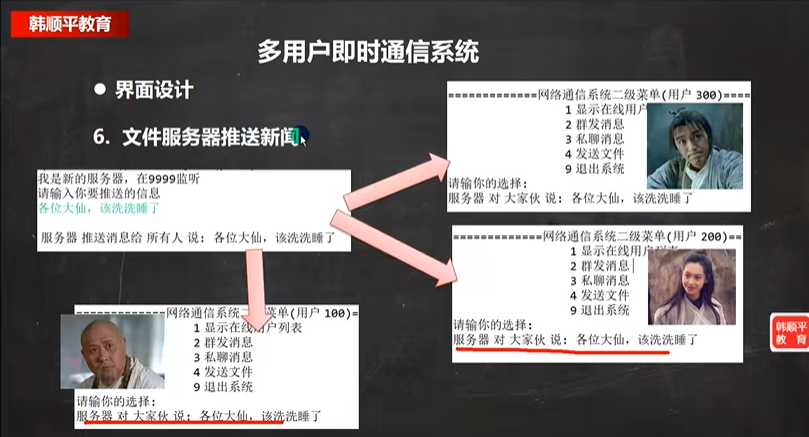 韩顺平教育
多用户即时通信系统
● 界面设计
6. 文件服务器推送新闻
我是新的服务器，在9999监听
请输入你要推送的信息
各位大仙，该洗洗睡了
服务器 推送消息给 所有人 说: 各位大仙，该洗洗睡了
=============网络通信系统二级菜单(用户 300)====
1 显示在线用户
2 群发消息
3 私聊消息
4 发送文件
9 退出系统
请输你的选择:
服务器 对 大家伙 说: 各位大仙，该洗洗睡了
=============网络通信系统二级菜单(用户 200)==
1 显示在线用户列表
2 群发消息
3 私聊消息
4 发送文件
9 退出系统
请输你的选择:
服务器 对 大家伙 说: 各位大仙，该洗洗睡了
=============网络通信系统 菜单(用户 100)=
1 显示在线用户列表
2 群发消息
3 私聊消息
4 发送文件
9 退出系统
请输你的选择:
服务器 对 大家伙 说: 各位大仙，该洗洗睡了
韩顺平
教 育